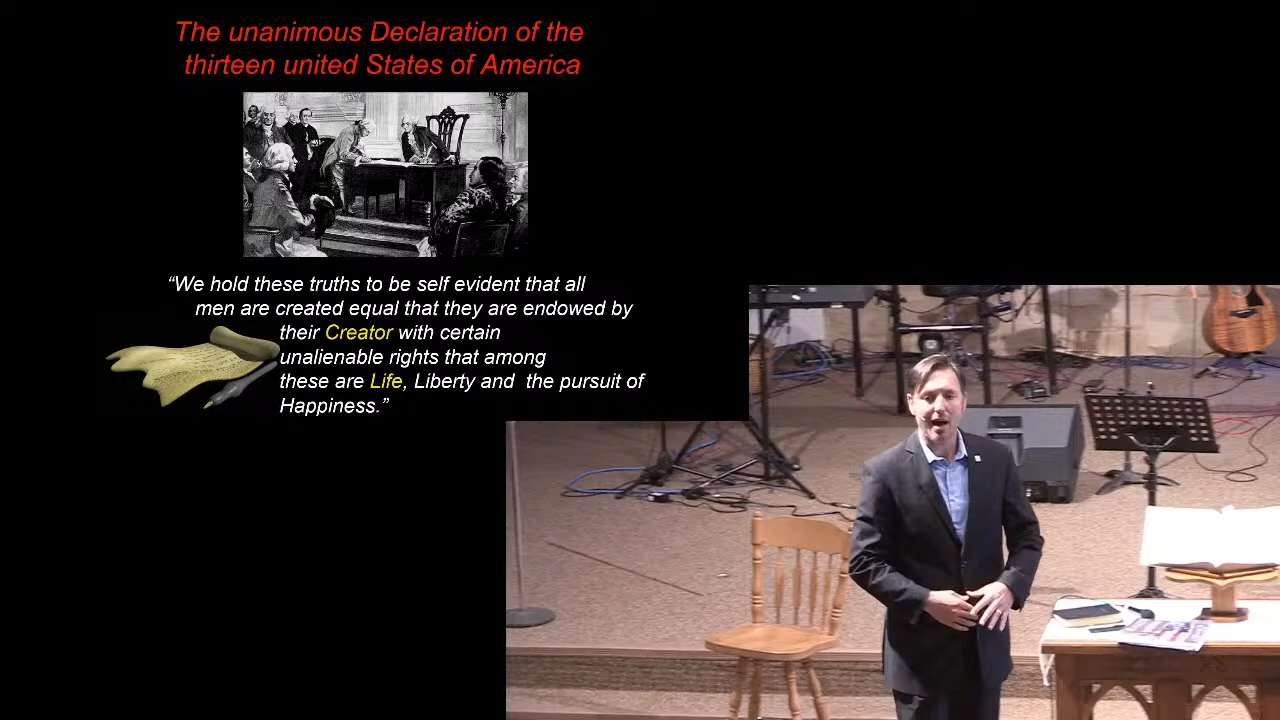 The unanimous Declaration of the
thirteen united States of America
“We hold these truths to be self evident that all
men are created equal that they are endowed by
their Creator with certain
unalienable rights that among
these are Life, Liberty and  the pursuit of
Happiness.”